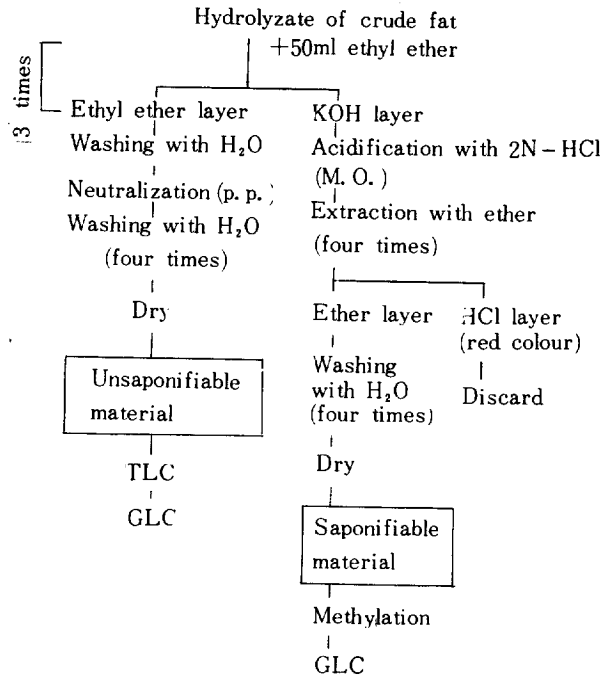 Hydrolyzate of crude fat
+50ml ethyl ether
3 times
Ethyl ether layer
Washing with H₂O
Neutralization (p. p.)
Washing with H₂O
(four times)
Dry
Unsaponifiable
material
TLC
GLC
KOH layer
Acidification with 2N-HCl
(M. O.)
Extraction with ether
(four times)
Ether layer
Washing
with H₂O
(four times)
Dry
Saponifiable
material
Methylation
GLC
HCl layer
(red colour)
Discard